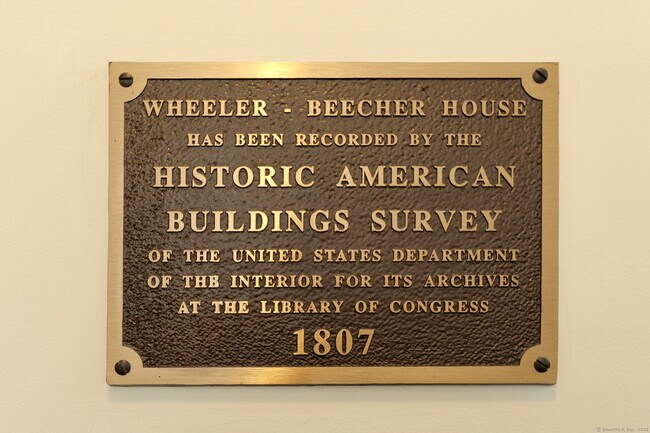 WHEELER - BEECHER HOUSE
HAS BEEN RECORDED BY THE
HISTORIC AMERICAN
BUILDINGS SURVEY
OF THE UNITED STATES DEPARTMENT
OF THE INTERIOR FOR ITS ARCHIVES
AT THE LIBRARY OF CONGRESS
1807